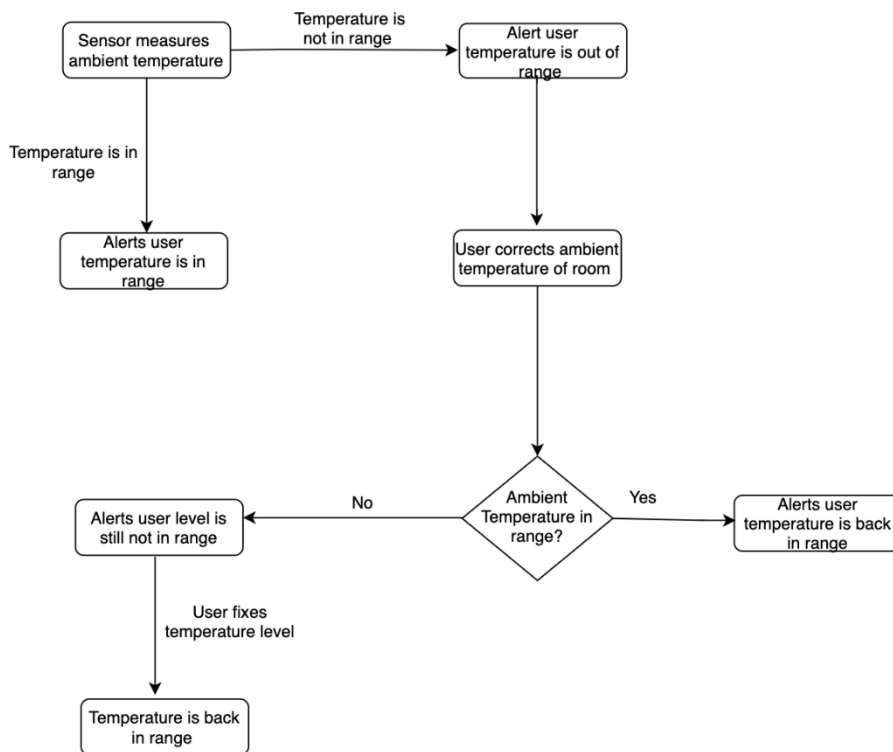 Sensor measures
ambient temperature
Temperature is
not in range
Alert user
temperature is out of
range
Temperature is in
range
Alerts user
temperature is in
range
User corrects ambient
temperature of room
Ambient
Temperature in
range?
No
Yes
Alerts user level is
still not in range
Alerts user
temperature is back
in range
User fixes
temperature level
Temperature is back
in range